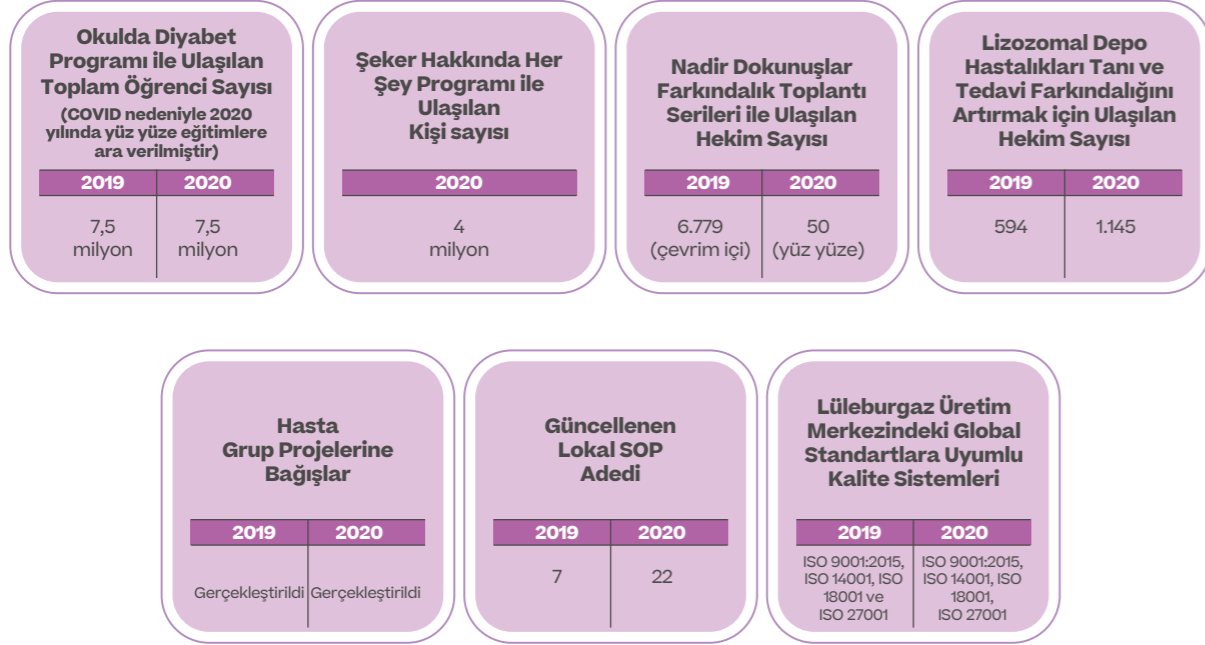 Okulda Diyabet
Programı ile Ulaşılan
Toplam Öğrenci Sayısı
(COVID nedeniyle 2020
yılında yüz yüze eğitimlere
ara verilmiştir)
2019 2020
7,5 7,5
milyon milyon
Şeker Hakkında Her
Şey Programı ile
Ulaşılan
Kişi sayısı
2020
4
milyon
Nadir Dokunuşlar
Farkındalık Toplantı
Serileri ile Ulaşılan
Hekim Sayısı
2019 2020
6.779 50
(çevrim içi) (yüz yüze)
Lizozomal Depo
Hastalıkları Tanı ve
Tedavi Farkındalığını
Artırmak için Ulaşılan
Hekim Sayısı
2019 2020
594 1.145
Hasta
Grup Projelerine
Bağışlar
2019 2020
Gerçekleştirildi Gerçekleştirildi
Güncellenen
Lokal SOP
Adedi
2019 2020
7 22
Lüleburgaz Üretim
Merkezindeki Global
Standartlara Uyumlu
Kalite Sistemleri
2019 2020
ISO 9001:2015, ISO 9001:2015,
ISO 14001, ISO ISO 14001, ISO
18001 ve 18001,
ISO 27001 ISO 27001